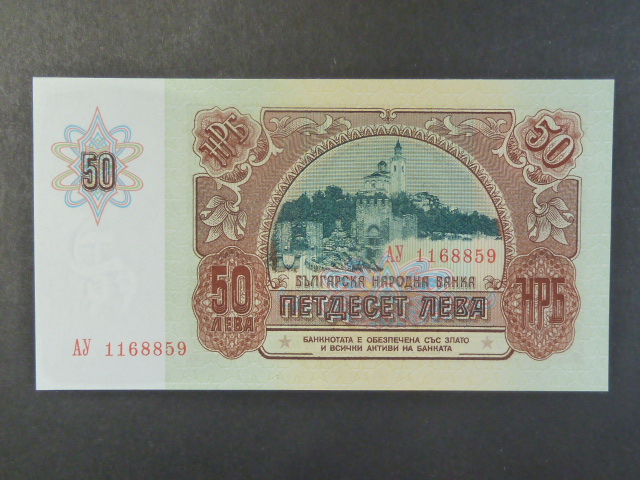 НРБ
50
50
АУ 1168859
БЪЛГАРСКА НАРОДНА БАНКА
50
ЛЕВА
ПЕТДЕСЕТ ЛЕВА
НРБ
БАНКНОТАТА Е ОБЕЗПЕЧЕНА СЪС ЗЛАТО
И ВСИЧКИ АКТИВИ НА БАНКАТА
АУ 1168859